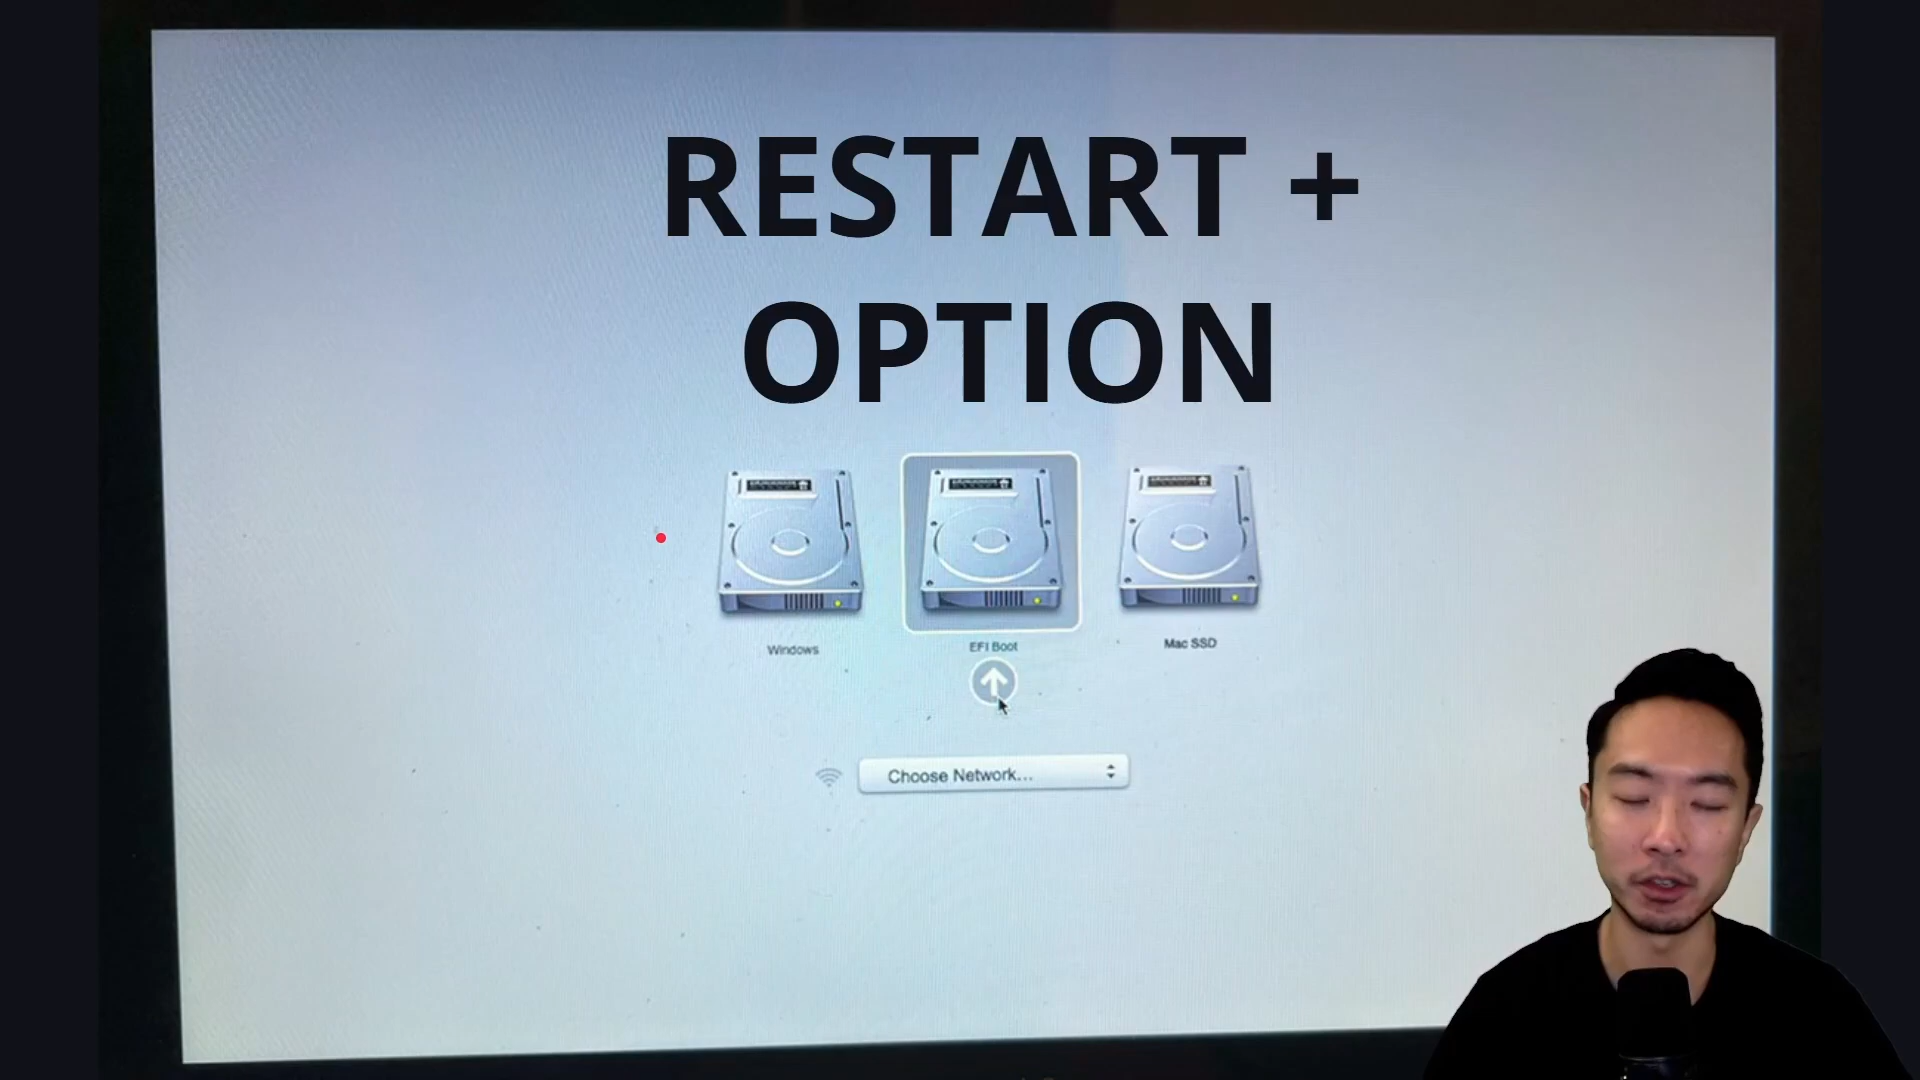 RESTART +
OPTION
Windows
EFI Boot
Mac SSD
Choose Network...